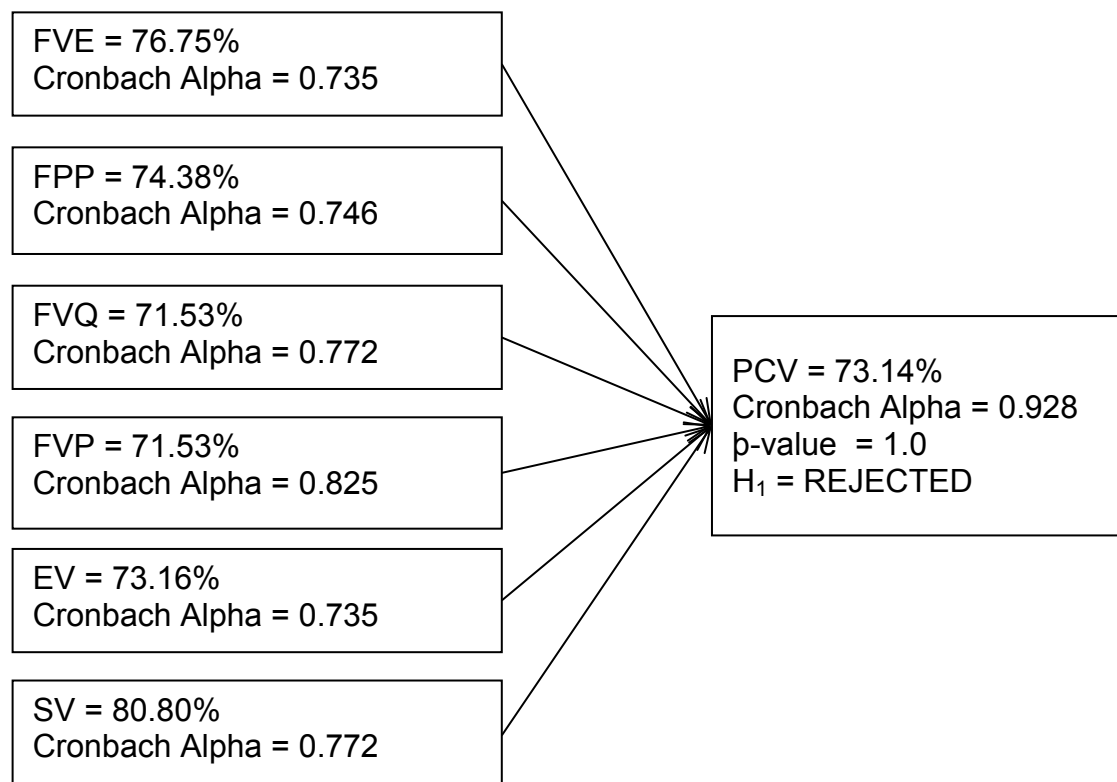 FVE = 76.75%
Cronbach Alpha = 0.735
FPP = 74.38%
Cronbach Alpha = 0.746
FVQ = 71.53%
Cronbach Alpha = 0.772
FVP = 71.53%
Cronbach Alpha = 0.825
EV = 73.16%
Cronbach Alpha = 0.735
SV = 80.80%
Cronbach Alpha = 0.772
PCV = 73.14%
Cronbach Alpha = 0.928
þ-value = 1.0
H₁ = REJECTED